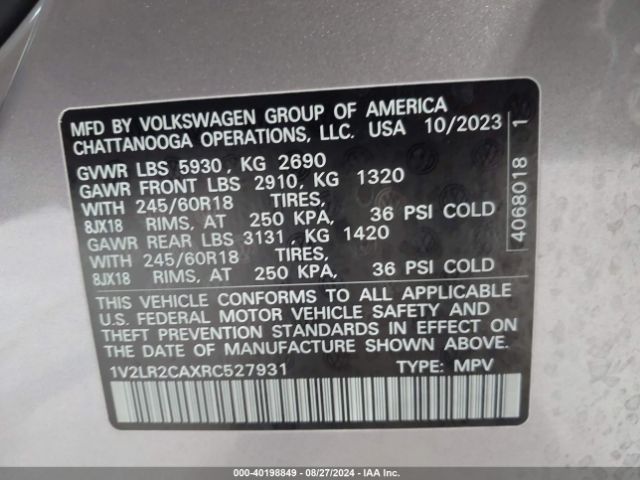 MFD BY VOLKSWAGEN GROUP OF AMERICA
CHATTANOOGA OPERATIONS, LLC. USA 10/2023
GVWR LBS 5930, KG 2690
GAWR FRONT LBS 2910, KG 1320
WITH 245/60R18 TIRES,
8JX18 RIMS, AT 250 KPA, 36 PSI COLD
GAWR REAR LBS 3131, KG 1420
WITH 245/60R18 TIRES,
8JX18 RIMS, AT 250 KPA, 36 PSI COLD
THIS VEHICLE CONFORMS TO ALL APPLICABLE
U.S. FEDERAL MOTOR VEHICLE SAFETY AND
THEFT PREVENTION STANDARDS IN EFFECT ON
THE DATE OF MANUFACTURE SHOWN ABOVE.
1V2LR2CAXRC527931 TYPE: MPV
4068018 1
000-40198849 - 08/27/2024 - IAA Inc.